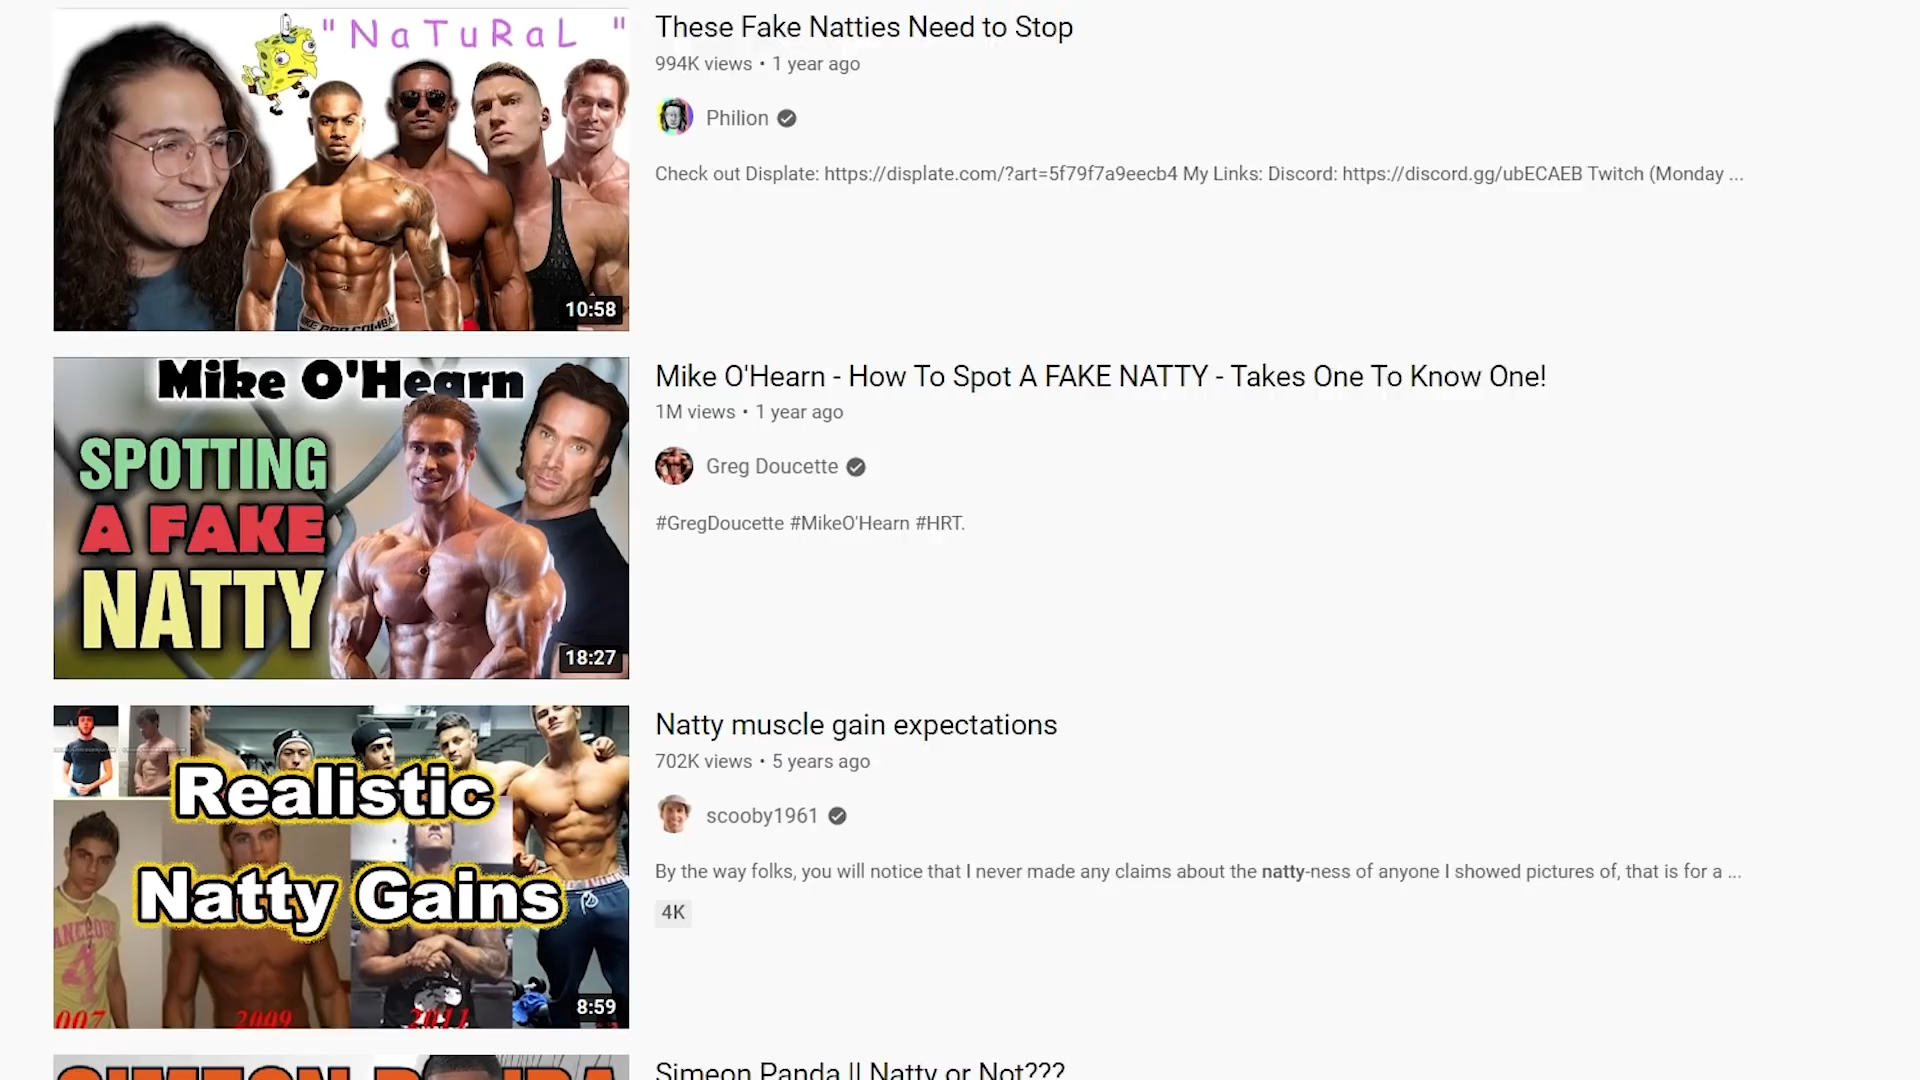 "NaTuRaL "
10:58
These Fake Natties Need to Stop
994K views • 1 year ago
Philion
Check out Displate: https://displate.com/?art=5f79f7a9eecb4 My Links: Discord: https://discord.gg/ubECAEB Twitch (Monday ...
Mike O'Hearn
SPOTTING
A FAKE
NATTY
18:27
Mike O'Hearn - How To Spot A FAKE NATTY - Takes One To Know One!
1M views • 1 year ago
Greg Doucette
#GregDoucette #MikeO'Hearn #HRT.
Realistic
Natty Gains
007
2009
2011
8:59
Natty muscle gain expectations
702K views • 5 years ago
scooby1961
By the way folks, you will notice that I never made any claims about the natty-ness of anyone I showed pictures of, that is for a ...
4K
SIMEON PANDA
Simeon Panda || Natty or Not???